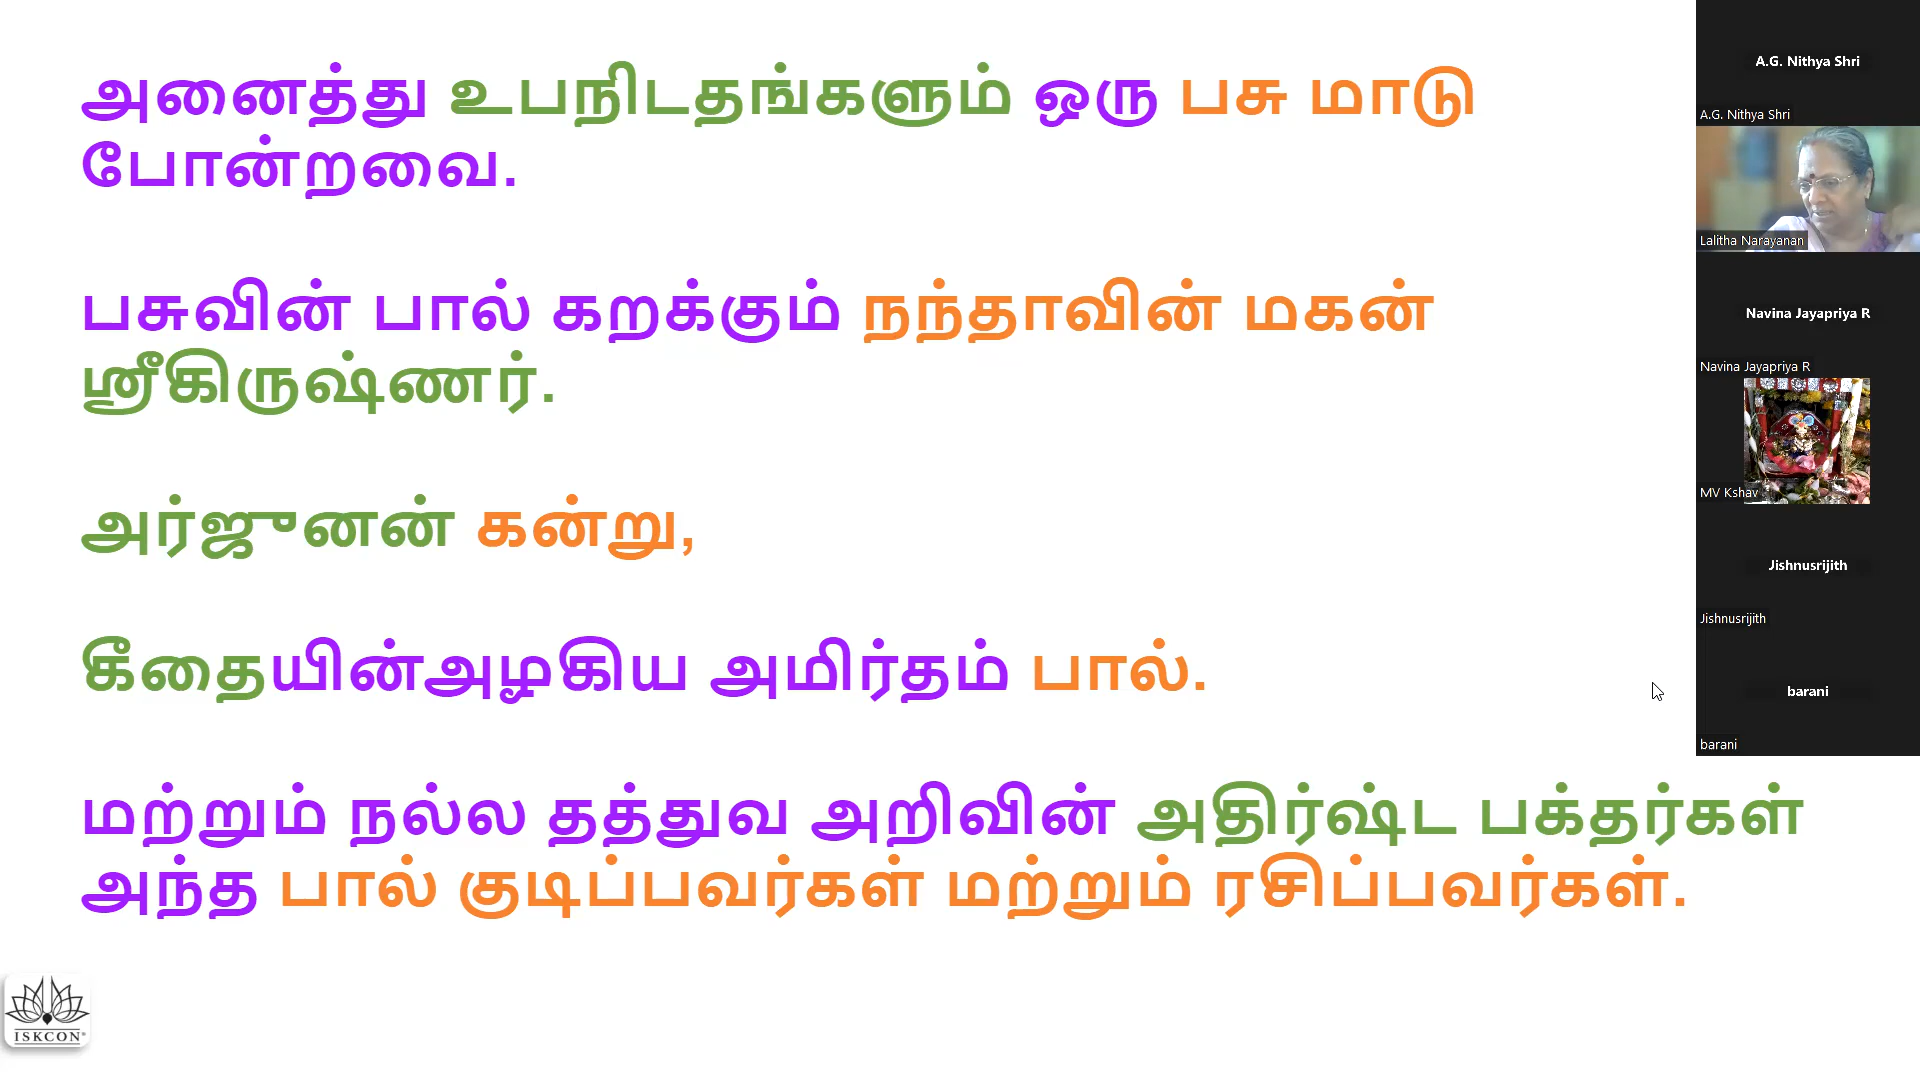 அனைத்து உபநிடதங்களும் ஒரு பசு மாடு
போன்றவை.
பசுவின் பால் கறக்கும் நந்தாவின் மகன்
ஸ்ரீகிருஷ்ணர்.
அர்ஜுனன் கன்று,
கீதையின்அழகிய அமிர்தம் பால்.
மற்றும் நல்ல தத்துவ அறிவின் அதிர்ஷ்ட பக்தர்கள்
அந்த பால் குடிப்பவர்கள் மற்றும் ரசிப்பவர்கள்.
ISKCON®
A.G. Nithya Shri
A.G. Nithya Shri
Lalitha Narayanan
Navina Jayapriya R
Navina Jayapriya R
MV Kshav
Jishnusrijith
Jishnusrijith
barani
barani